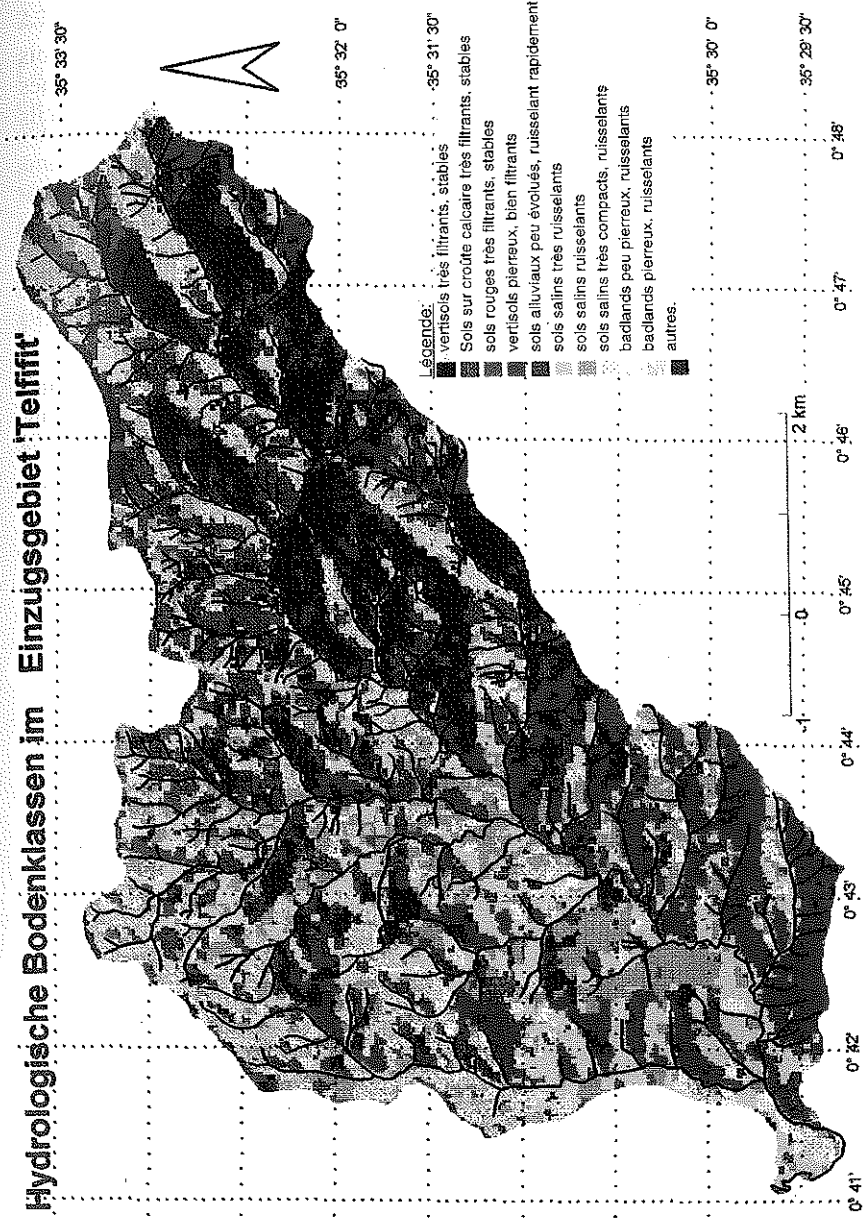 Hydrologische Bodenklassen im Einzugsgebiet 'Telfifit'
35° 33' 30"
35° 32' 0"
35° 31' 30"
35° 30' 0"
35° 29' 30"
Légende:
vertisols très filtrants, stables
Sols sur croûte calcaire très filtrants, stables
sols rouges très filtrants, stables
vertisols pierreux, bien filtrants
sols alluviaux peu évolués, ruisselant rapidement
sols salins très ruisselants
sols salins ruisselants
sols salins très compacts, ruisselants
badlands peu pierreux, ruisselants
badlands pierreux, ruisselants
autres.
-1 0 2 km
0° 41' 0° 42' 0° 43' 0° 44' 0° 45' 0° 46' 0° 47' 0° 48'